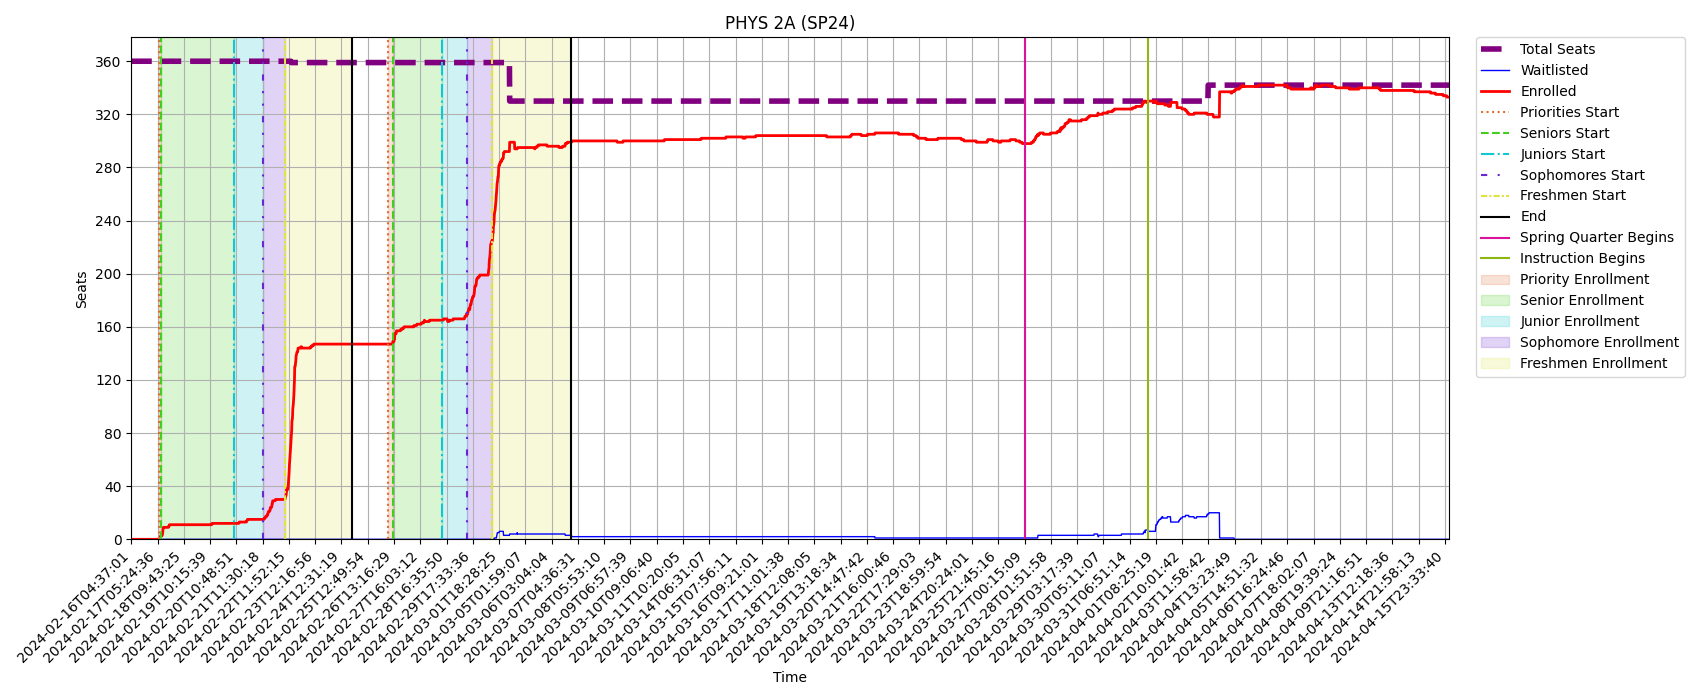 PHYS 2A (SP24)
Seats
360
320
280
240
200
160
120
80
40
0
2024-02-16T04:37:01
2024-02-17T05:24:36
2024-02-18T09:43:25
2024-02-19T10:15:39
2024-02-20T10:48:51
2024-02-21T11:30:18
2024-02-22T11:52:15
2024-02-23T12:16:56
2024-02-24T12:31:19
2024-02-25T12:49:54
2024-02-26T13:16:29
2024-02-27T16:03:12
2024-02-28T16:35:50
2024-02-29T17:33:36
2024-03-01T18:28:25
2024-03-05T01:59:07
2024-03-06T03:04:04
2024-03-07T04:36:31
2024-03-08T05:53:10
2024-03-09T06:57:39
2024-03-10T09:06:40
2024-03-11T10:20:05
2024-03-14T06:31:07
2024-03-15T07:56:11
2024-03-16T09:21:01
2024-03-17T11:01:38
2024-03-18T12:08:05
2024-03-19T13:18:34
2024-03-20T14:47:42
2024-03-21T16:00:46
2024-03-22T17:29:03
2024-03-23T18:59:54
2024-03-24T20:24:01
2024-03-25T21:45:16
2024-03-27T00:15:09
2024-03-28T01:51:58
2024-03-29T03:17:39
2024-03-30T05:11:07
2024-03-31T06:51:14
2024-04-01T08:25:19
2024-04-02T10:01:42
2024-04-03T11:58:42
2024-04-04T13:23:49
2024-04-05T14:51:32
2024-04-06T16:24:46
2024-04-07T18:02:07
2024-04-08T19:39:24
2024-04-09T21:16:51
2024-04-13T12:18:36
2024-04-14T21:58:13
2024-04-15T23:33:40
Time
Total Seats
Waitlisted
Enrolled
Priorities Start
Seniors Start
Juniors Start
Sophomores Start
Freshmen Start
End
Spring Quarter Begins
Instruction Begins
Priority Enrollment
Senior Enrollment
Junior Enrollment
Sophomore Enrollment
Freshmen Enrollment